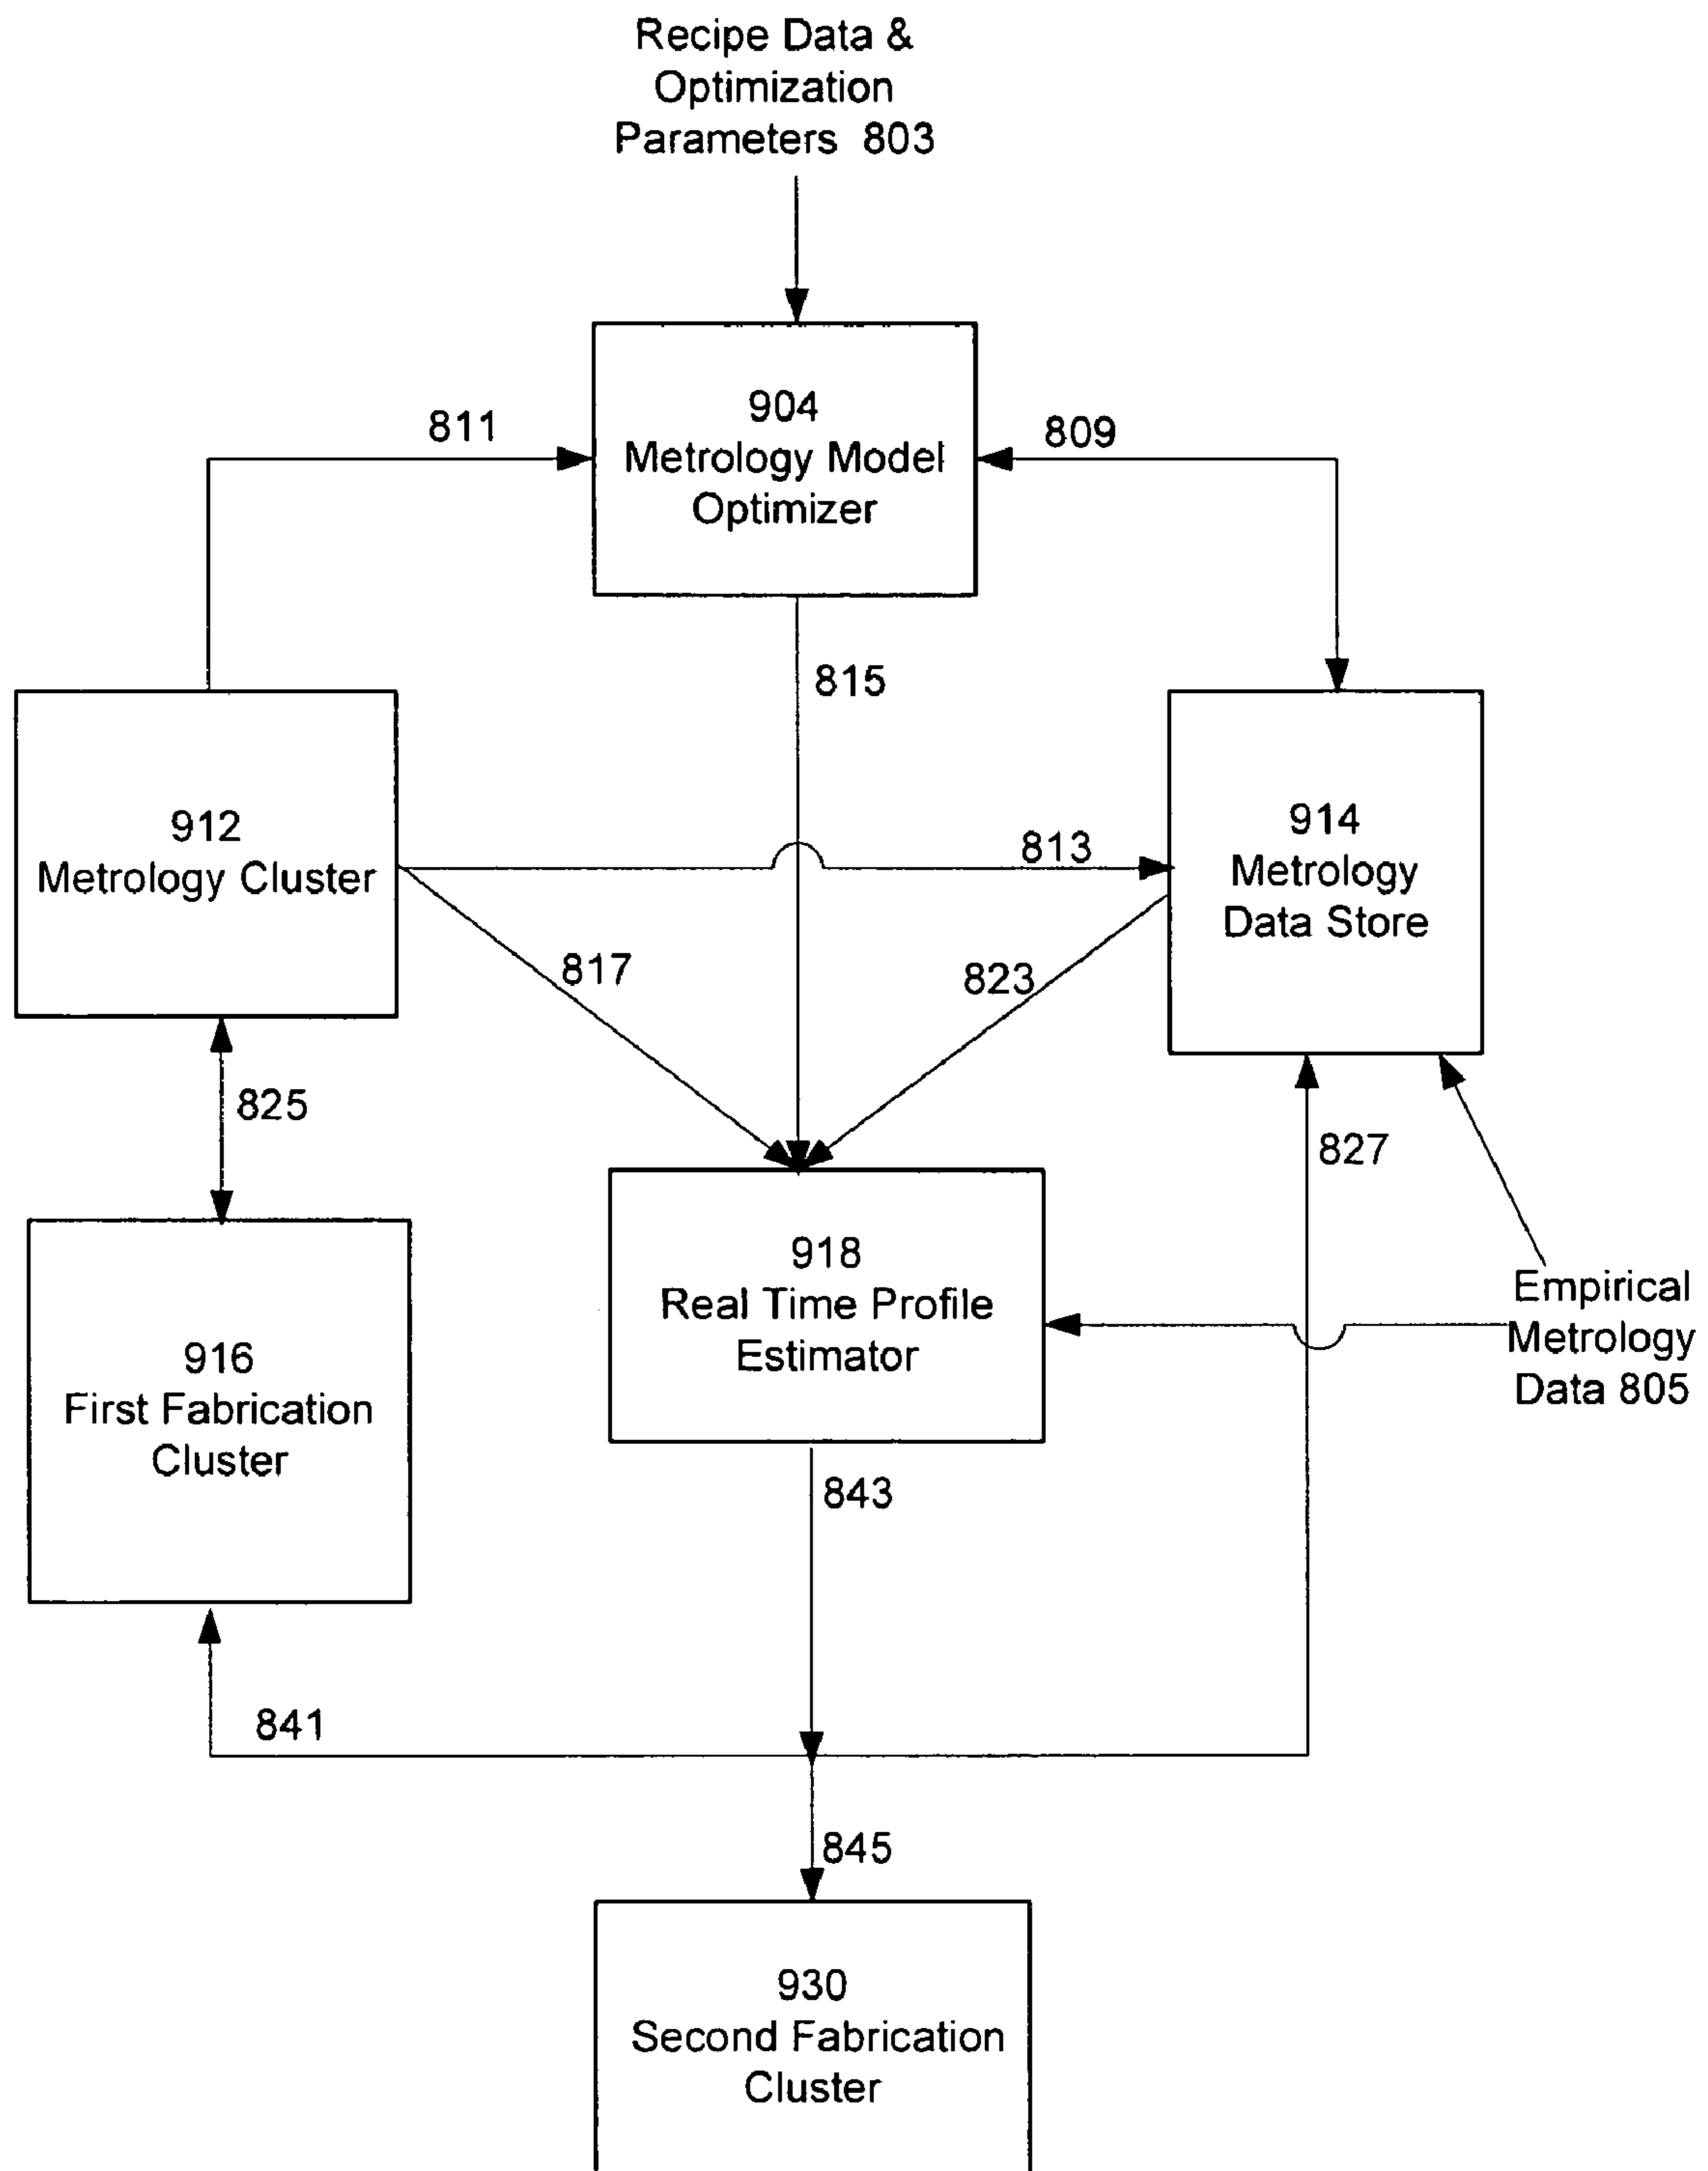 Recipe Data &
Optimization
Parameters 803
811
904
Metrology Model
Optimizer
809
815
912
Metrology Cluster
813
914
Metrology
Data Store
817
823
825
827
918
Real Time Profile
Estimator
Empirical
Metrology
Data 805
916
First Fabrication
Cluster
843
841
845
930
Second Fabrication
Cluster